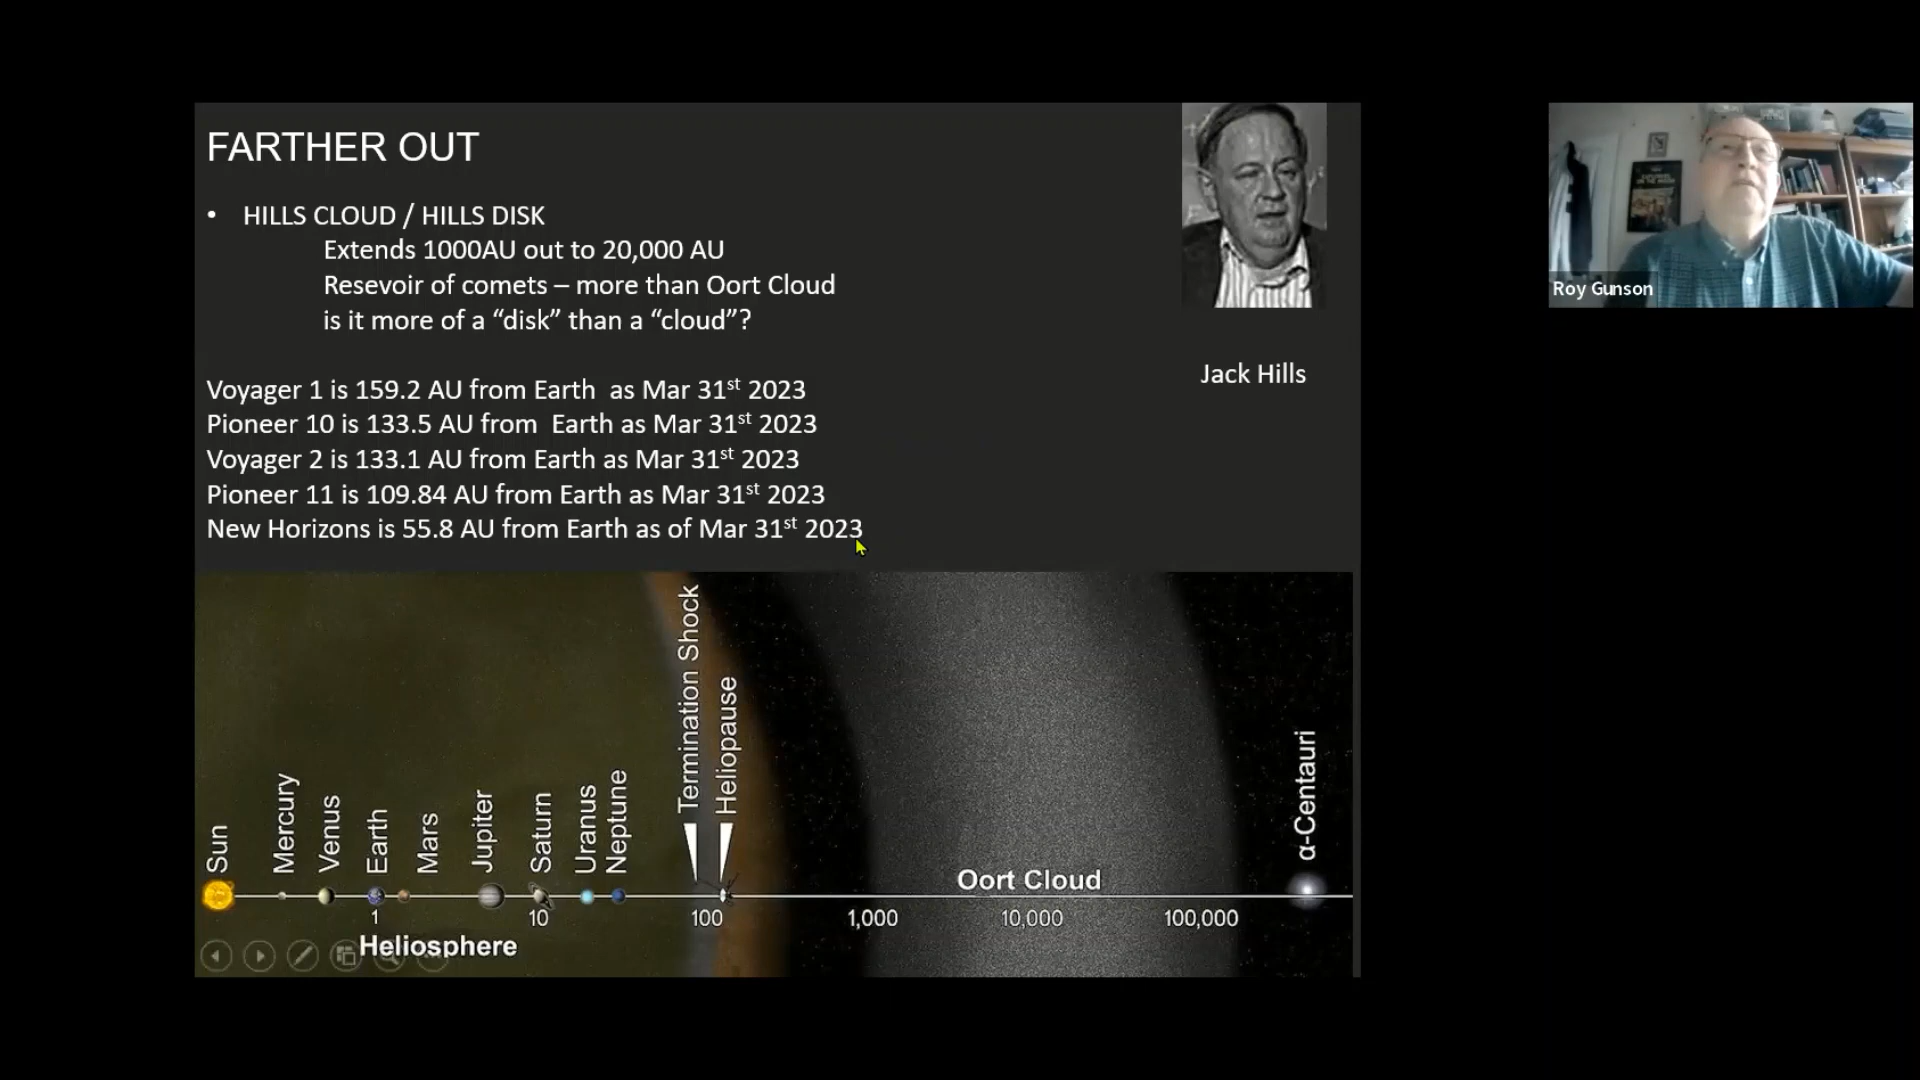 FARTHER OUT
• HILLS CLOUD / HILLS DISK
Extends 1000AU out to 20,000 AU
Resevoir of comets – more than Oort Cloud
is it more of a “disk” than a “cloud”?
Jack Hills
Voyager 1 is 159.2 AU from Earth as Mar 31st 2023
Pioneer 10 is 133.5 AU from Earth as Mar 31st 2023
Voyager 2 is 133.1 AU from Earth as Mar 31st 2023
Pioneer 11 is 109.84 AU from Earth as Mar 31st 2023
New Horizons is 55.8 AU from Earth as of Mar 31st 2023
Sun
Mercury
Venus
Earth
Mars
Jupiter
Saturn
Uranus
Neptune
Termination Shock
Heliopause
Oort Cloud
α-Centauri
1 10 100 1,000 10,000 100,000
Heliosphere
Roy Gunson